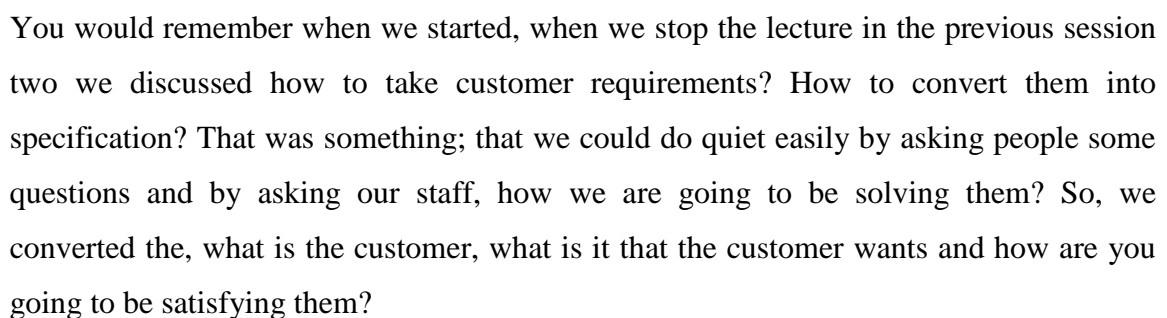 You would remember when we started, when we stop the lecture in the previous session
two we discussed how to take customer requirements? How to convert them into
specification? That was something; that we could do quiet easily by asking people some
questions and by asking our staff, how we are going to be solving them? So, we
converted the, what is the customer, what is it that the customer wants and how are you
going to be satisfying them?